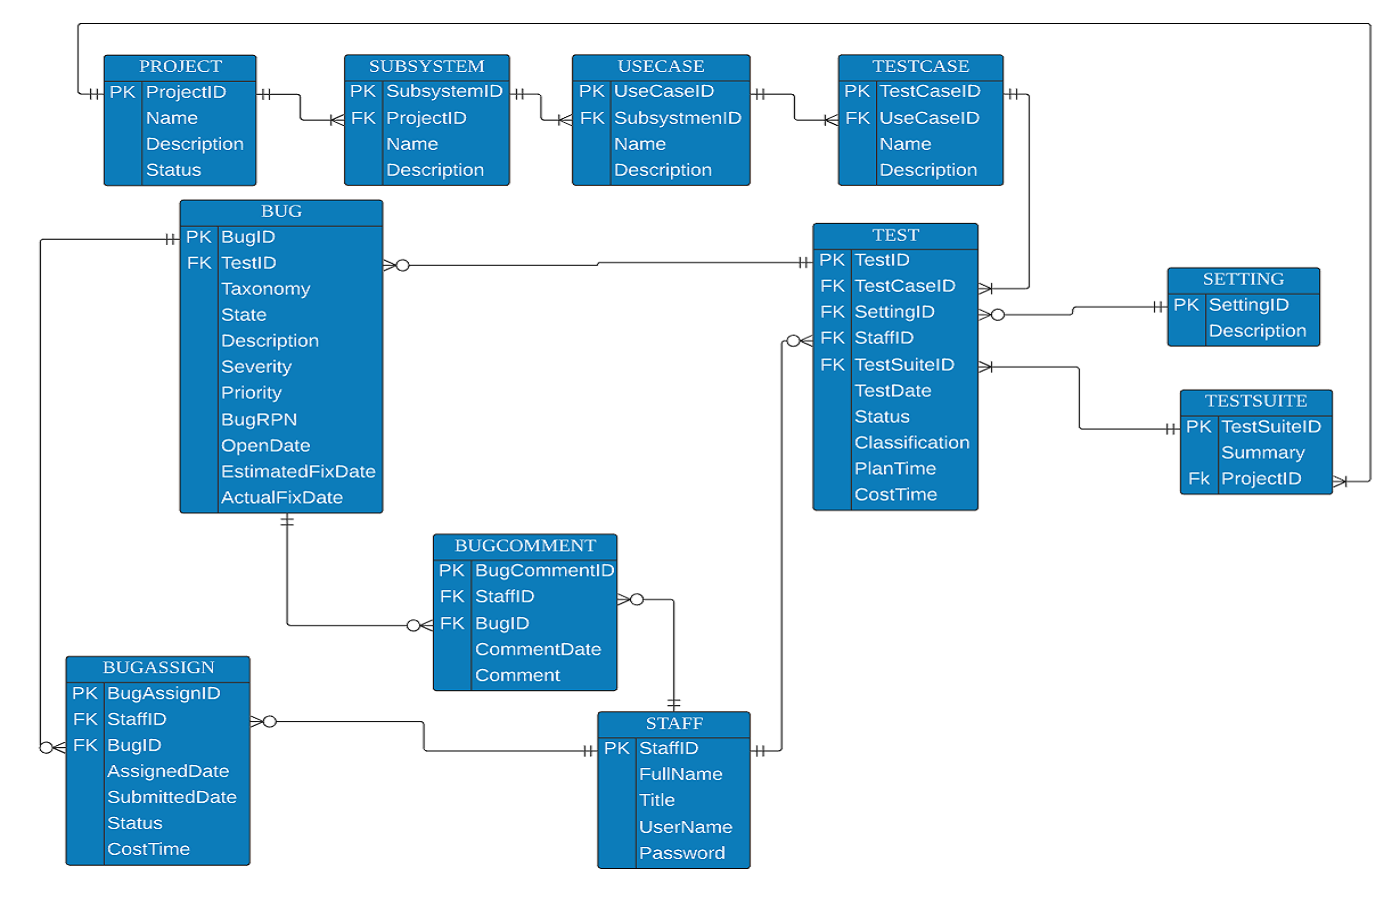 PROJECT
PK ProjectID
Name
Description
Status
SUBSYSTEM
PK SubsystemID
FK ProjectID
Name
Description
USECASE
PK UseCaseID
FK SubsystmenID
Name
Description
TESTCASE
PK TestCaseID
FK UseCaseID
Name
Description
BUG
PK BugID
FK TestID
Taxonomy
State
Description
Severity
Priority
BugRPN
OpenDate
EstimatedFixDate
ActualFixDate
TEST
PK TestID
FK TestCaseID
FK SettingID
FK StaffID
FK TestSuiteID
TestDate
Status
Classification
PlanTime
CostTime
SETTING
PK SettingID
Description
TESTSUITE
PK TestSuiteID
Summary
Fk ProjectID
BUGCOMMENT
PK BugCommentID
FK StaffID
FK BugID
CommentDate
Comment
BUGASSIGN
PK BugAssignID
FK StaffID
FK BugID
AssignedDate
SubmittedDate
Status
CostTime
STAFF
PK StaffID
FullName
Title
UserName
Password